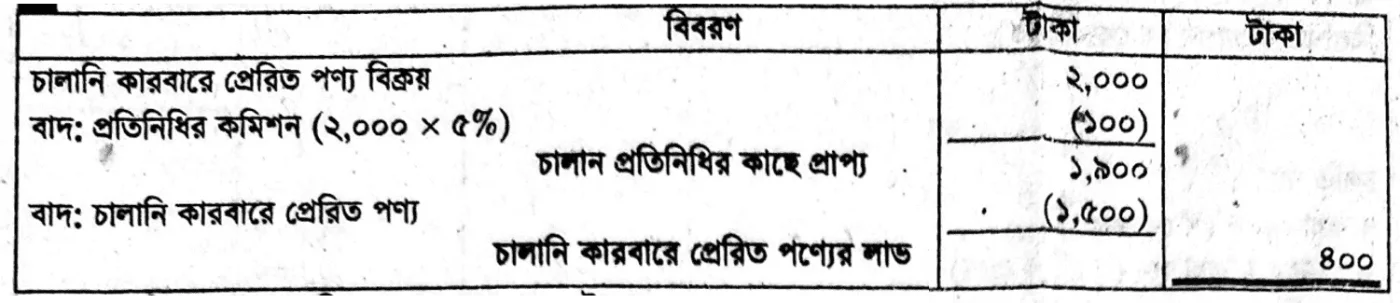 বিবরণ টাকা টাকা
চালানি কারবারে প্রেরিত পণ্য বিক্রয় ২,০০০
বাদ: প্রতিনিধির কমিশন (২,০০০ × ৫%) (১০০)
চালান প্রতিনিধির কাছে প্রাপ্য ১,৯০০
বাদ: চালানি কারবারে প্রেরিত পণ্য (১,৫০০)
চালানি কারবারে প্রেরিত পণ্যের লাভ ৪০০